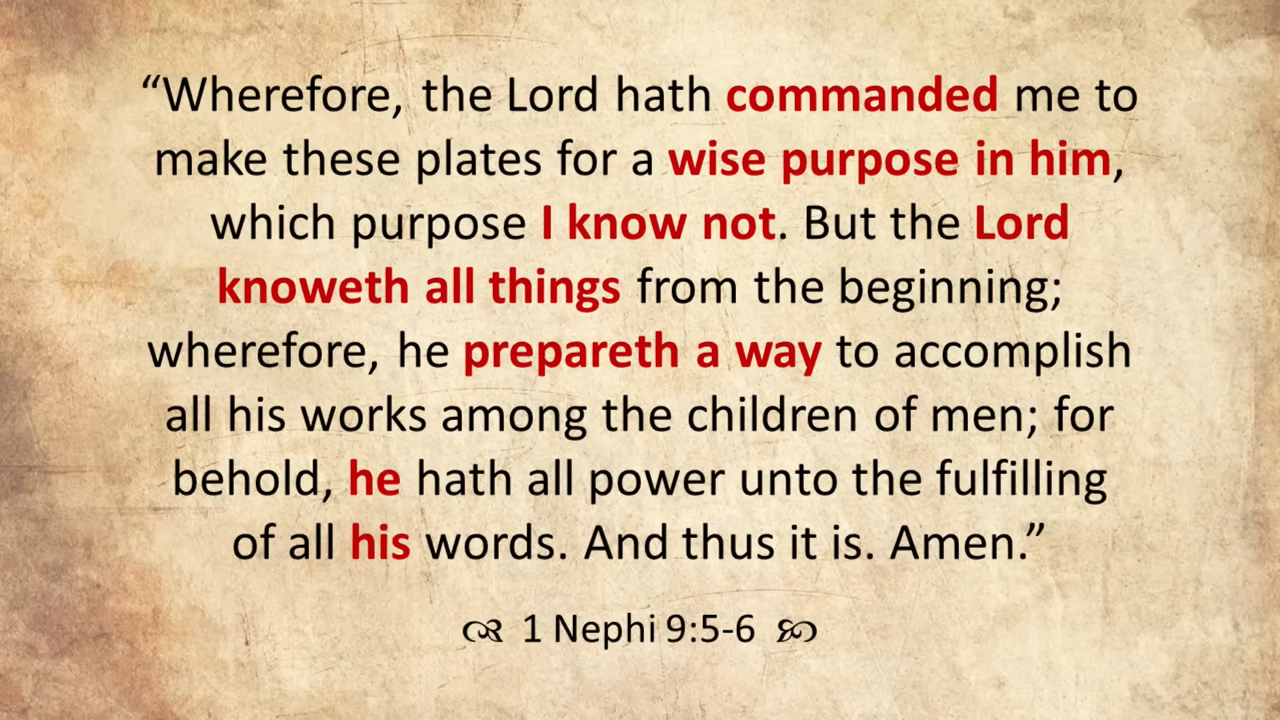 “Wherefore, the Lord hath commanded me to
make these plates for a wise purpose in him,
which purpose I know not. But the Lord
knoweth all things from the beginning;
wherefore, he prepareth a way to accomplish
all his works among the children of men; for
behold, he hath all power unto the fulfilling
of all his words. And thus it is. Amen.”
1 Nephi 9:5-6